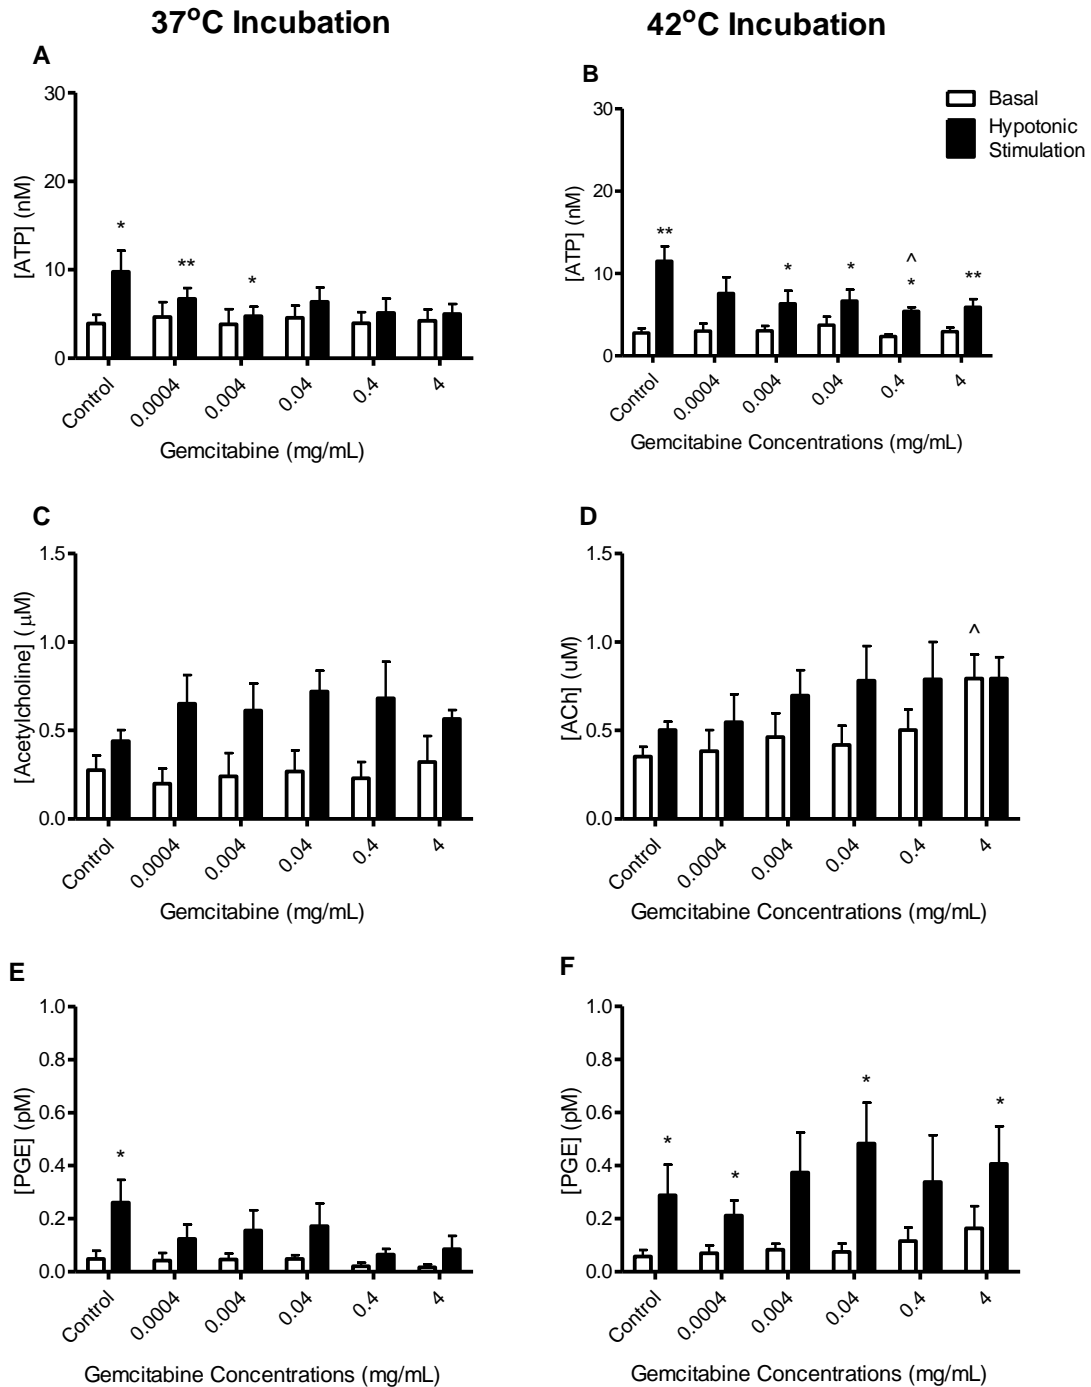 37°C Incubation
42°C Incubation
A
[ATP] (nM)
30
20
10
0
*
**
*
Control
0.0004
0.004
0.04
0.4
4
Gemcitabine (mg/mL)
B
Basal
Hypotonic
Stimulation
[ATP] (nM)
30
20
10
0
**
*
*
^
*
**
Control
0.0004
0.004
0.04
0.4
4
Gemcitabine Concentrations (mg/mL)
C
[Acetylcholine] (μM)
1.5
1.0
0.5
0.0
Control
0.0004
0.004
0.04
0.4
4
Gemcitabine (mg/mL)
D
[ACh] (uM)
1.5
1.0
0.5
0.0
^
Control
0.0004
0.004
0.04
0.4
4
Gemcitabine Concentrations (mg/mL)
E
[PGE] (pM)
1.0
0.8
0.6
0.4
0.2
0.0
*
Control
0.0004
0.004
0.04
0.4
4
Gemcitabine Concentrations (mg/mL)
F
[PGE] (pM)
1.0
0.8
0.6
0.4
0.2
0.0
*
*
*
*
Control
0.0004
0.004
0.04
0.4
4
Gemcitabine Concentrations (mg/mL)